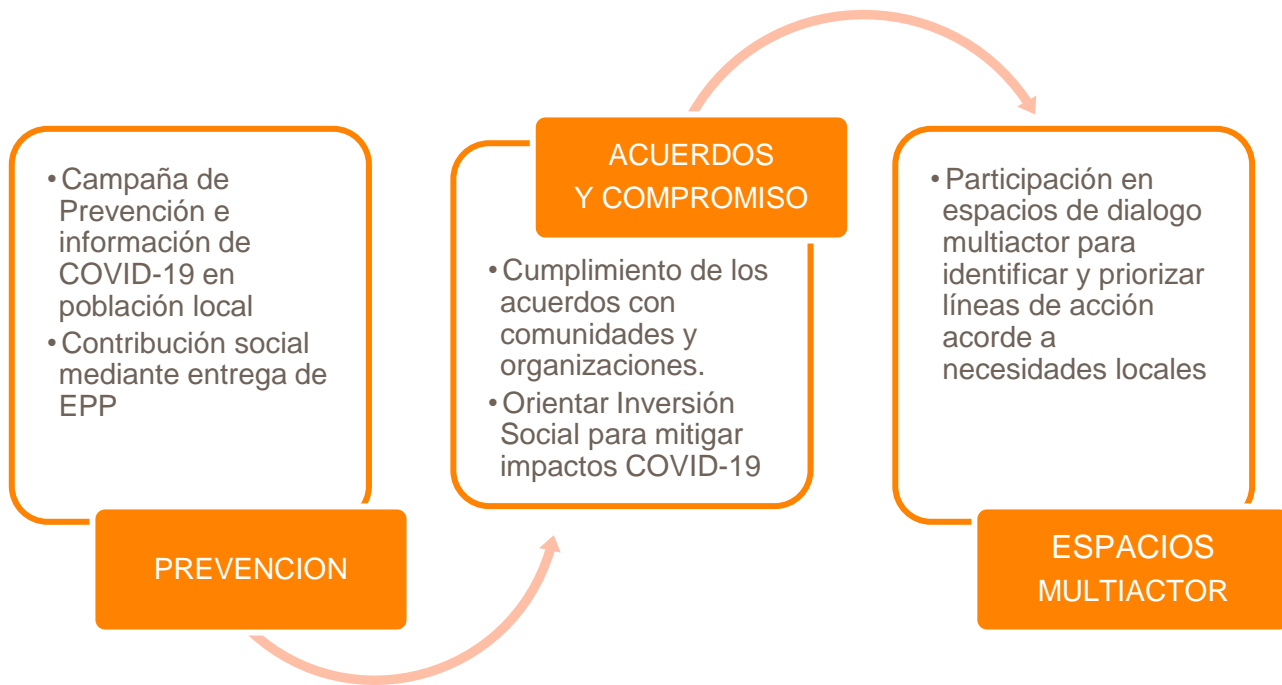 • Campaña de
Prevención e
información de
COVID-19 en
población local
• Contribución social
mediante entrega de
EPP
PREVENCION
ACUERDOS
Y COMPROMISO
• Cumplimiento de los
acuerdos con
comunidades y
organizaciones.
• Orientar Inversión
Social para mitigar
impactos COVID-19
• Participación en
espacios de dialogo
multiactor para
identificar y priorizar
líneas de acción
acorde a
necesidades locales
ESPACIOS
MULTIACTOR